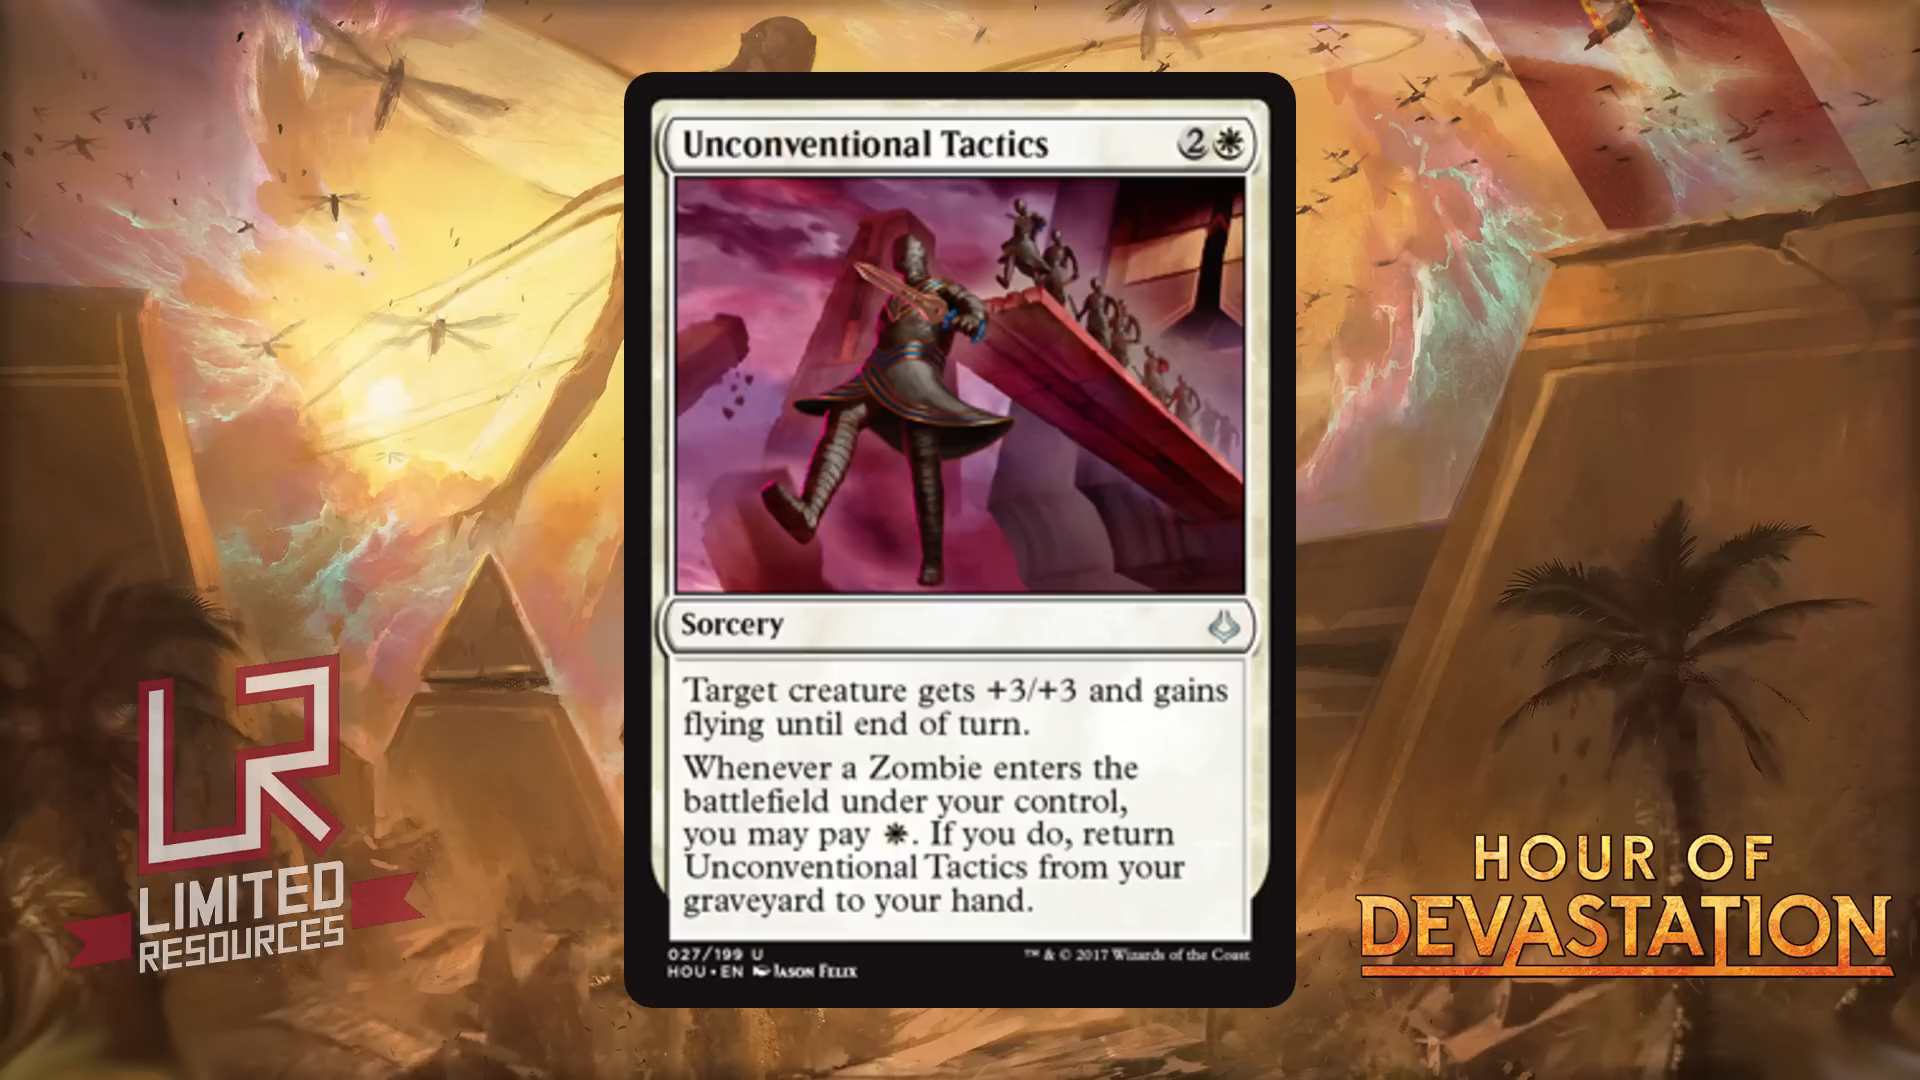 Unconventional Tactics 2
Sorcery
Target creature gets +3/+3 and gains
flying until end of turn.
Whenever a Zombie enters the
battlefield under your control,
you may pay . If you do, return
Unconventional Tactics from your
graveyard to your hand.
027/199 U
™ & © 2017 Wizards of the Coast
HOU • EN Jason Felix
LR
LIMITED
RESOURCES
HOUR OF
DEVASTATION